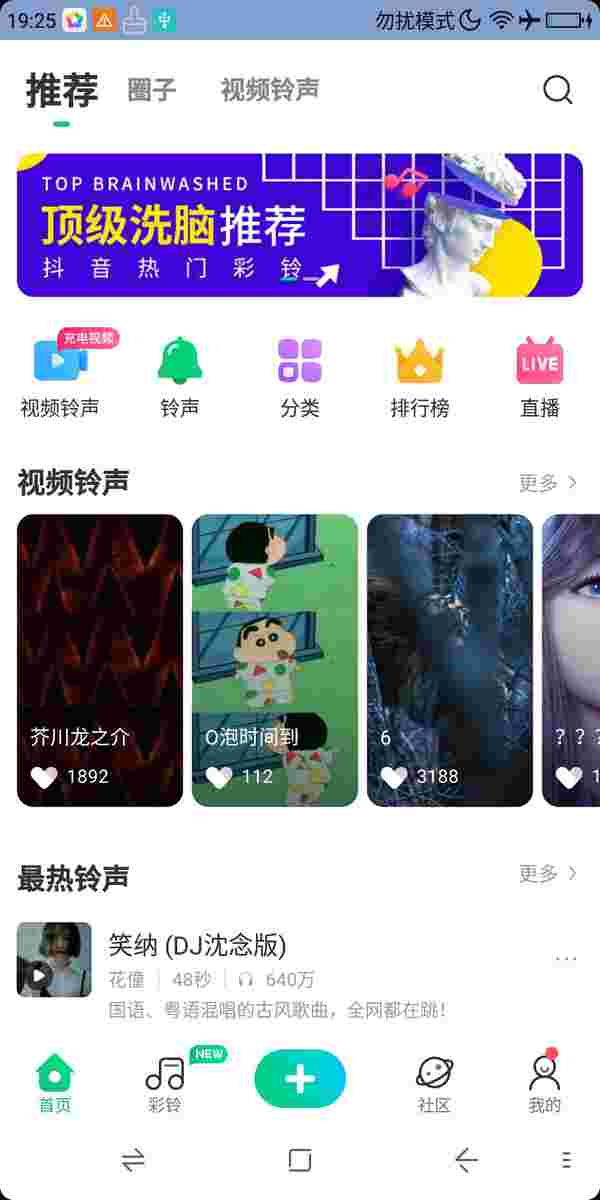 19:25 勿扰模式
推荐 圈子 视频铃声
TOP BRAINWASHED
顶级洗脑推荐
抖音热门彩铃
充电视频
LIVE
视频铃声 铃声 分类 排行榜 直播
视频铃声 更多
芥川龙之介 O泡时间到 6 ？？？
1892 112 3188 1
最热铃声 更多
笑纳 (DJ沈念版)
花僮 48秒 640万
国语、粤语混唱的古风歌曲，全网都在跳！
NEW
首页 彩铃 社区 我的